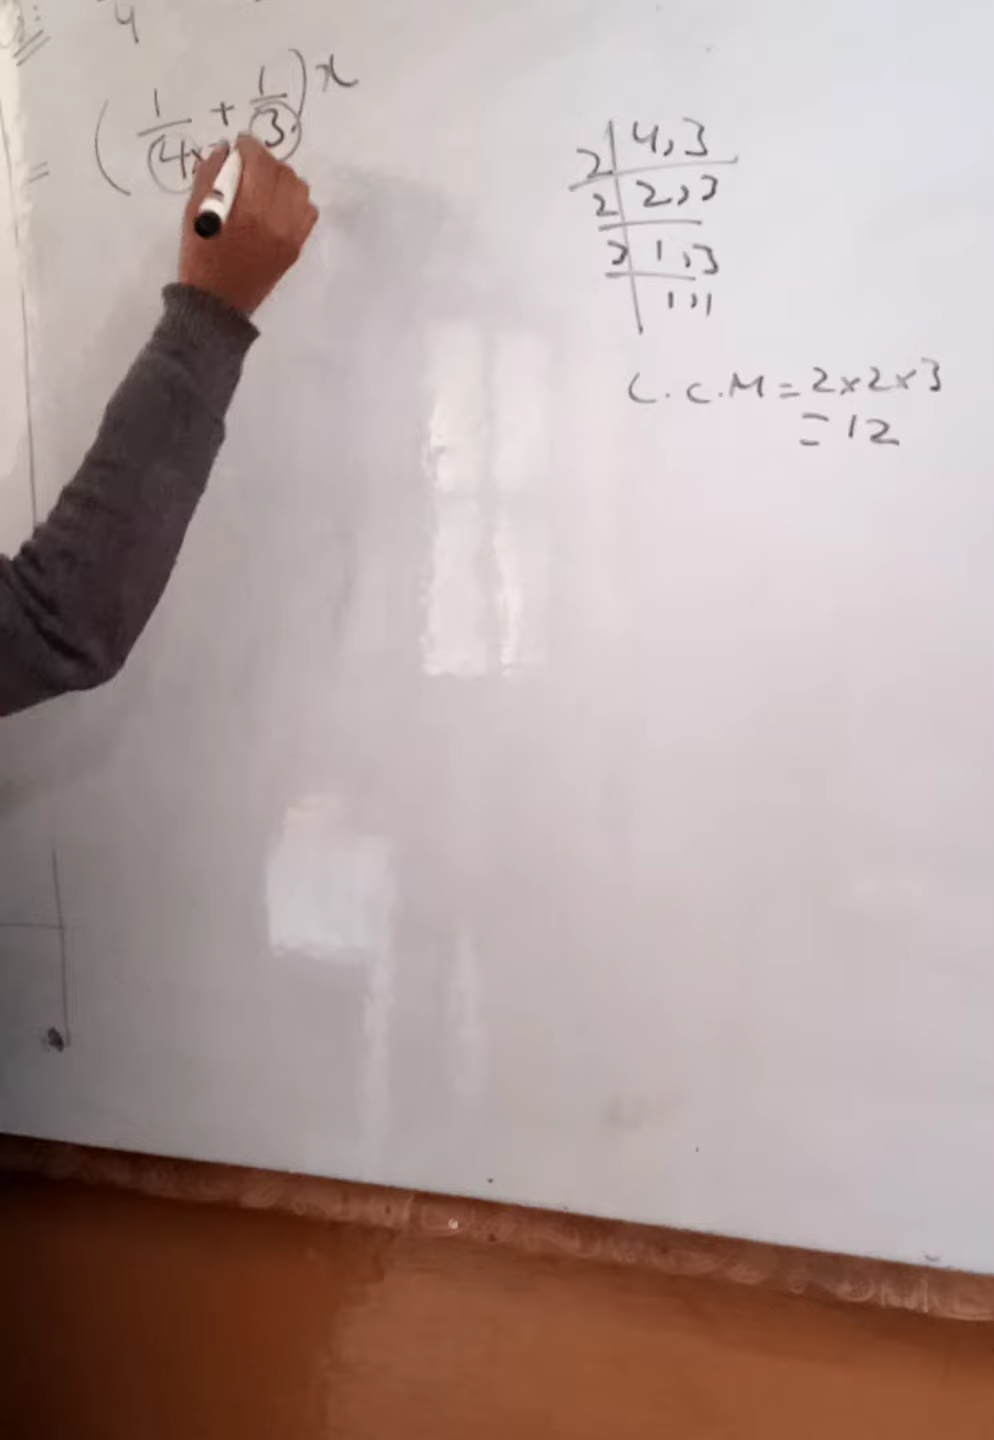 4
= (1/4x + 1/3) x
2 | 4, 3
2 | 2, 3
3 | 1, 3
| 1, 1
L.C.M = 2x2x3
= 12